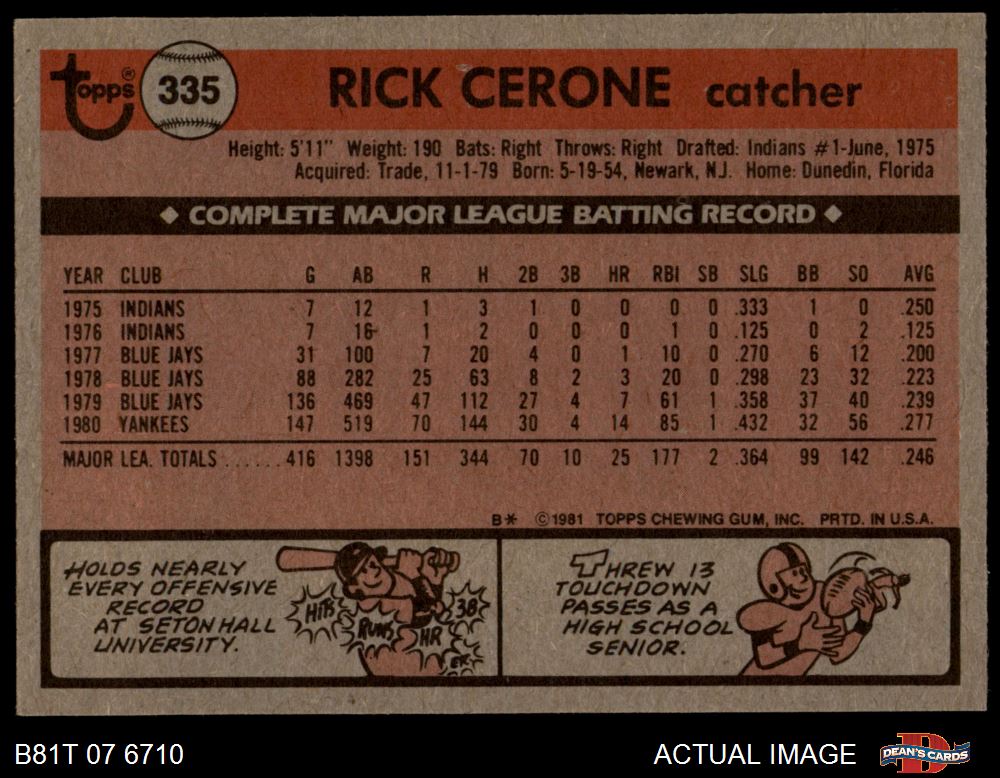 topps® 335 RICK CERONE catcher
Height: 5'11" Weight: 190 Bats: Right Throws: Right Drafted: Indians #1-June, 1975
Acquired: Trade, 11-1-79 Born: 5-19-54, Newark, N.J. Home: Dunedin, Florida
◆ COMPLETE MAJOR LEAGUE BATTING RECORD ◆
YEAR CLUB G AB R H 2B 3B HR RBI SB SLG BB SO AVG
1975 INDIANS 7 12 1 3 1 0 0 0 0 .333 1 0 .250
1976 INDIANS 7 16 1 2 0 0 0 1 0 .125 0 2 .125
1977 BLUE JAYS 31 100 7 20 4 0 1 10 0 .270 6 12 .200
1978 BLUE JAYS 88 282 25 63 8 2 3 20 0 .298 23 32 .223
1979 BLUE JAYS 136 469 47 112 27 4 7 61 1 .358 37 40 .239
1980 YANKEES 147 519 70 144 30 4 14 85 1 .432 32 56 .277
MAJOR LEA. TOTALS ......416 1398 151 344 70 10 25 177 2 .364 99 142 .246
B* ©1981 TOPPS CHEWING GUM, INC. PRTD. IN U.S.A.
HOLDS NEARLY
EVERY OFFENSIVE
RECORD
AT SETON HALL
UNIVERSITY.
HITS
RUNS
HR
3B
THREW 13
TOUCHDOWN
PASSES AS A
HIGH SCHOOL
SENIOR.
B81T 07 6710 ACTUAL IMAGE DEAN'S CARDS